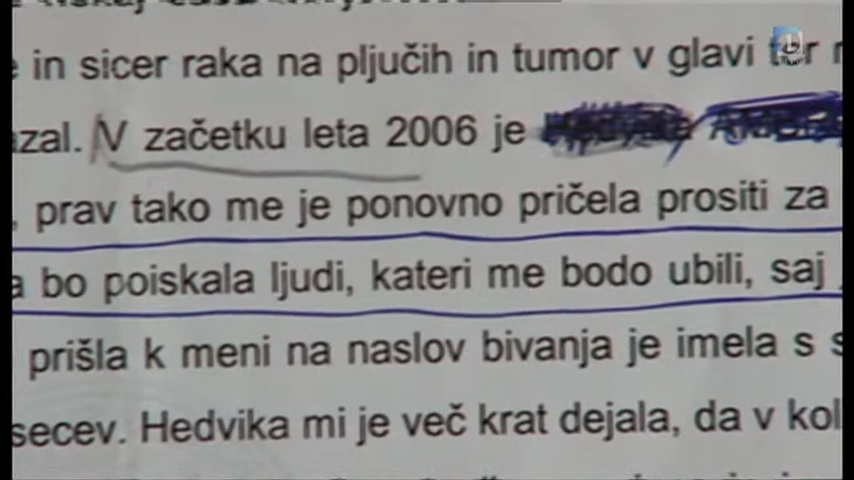 in sicer raka na pljučih in tumor v glavi ter
zal. V začetku leta 2006 je
, prav tako me je ponovno pričela prositi za
a bo poiskala ljudi, kateri me bodo ubili, saj
prišla k meni na naslov bivanja je imela s s
secev. Hedvika mi je več krat dejala, da v kol